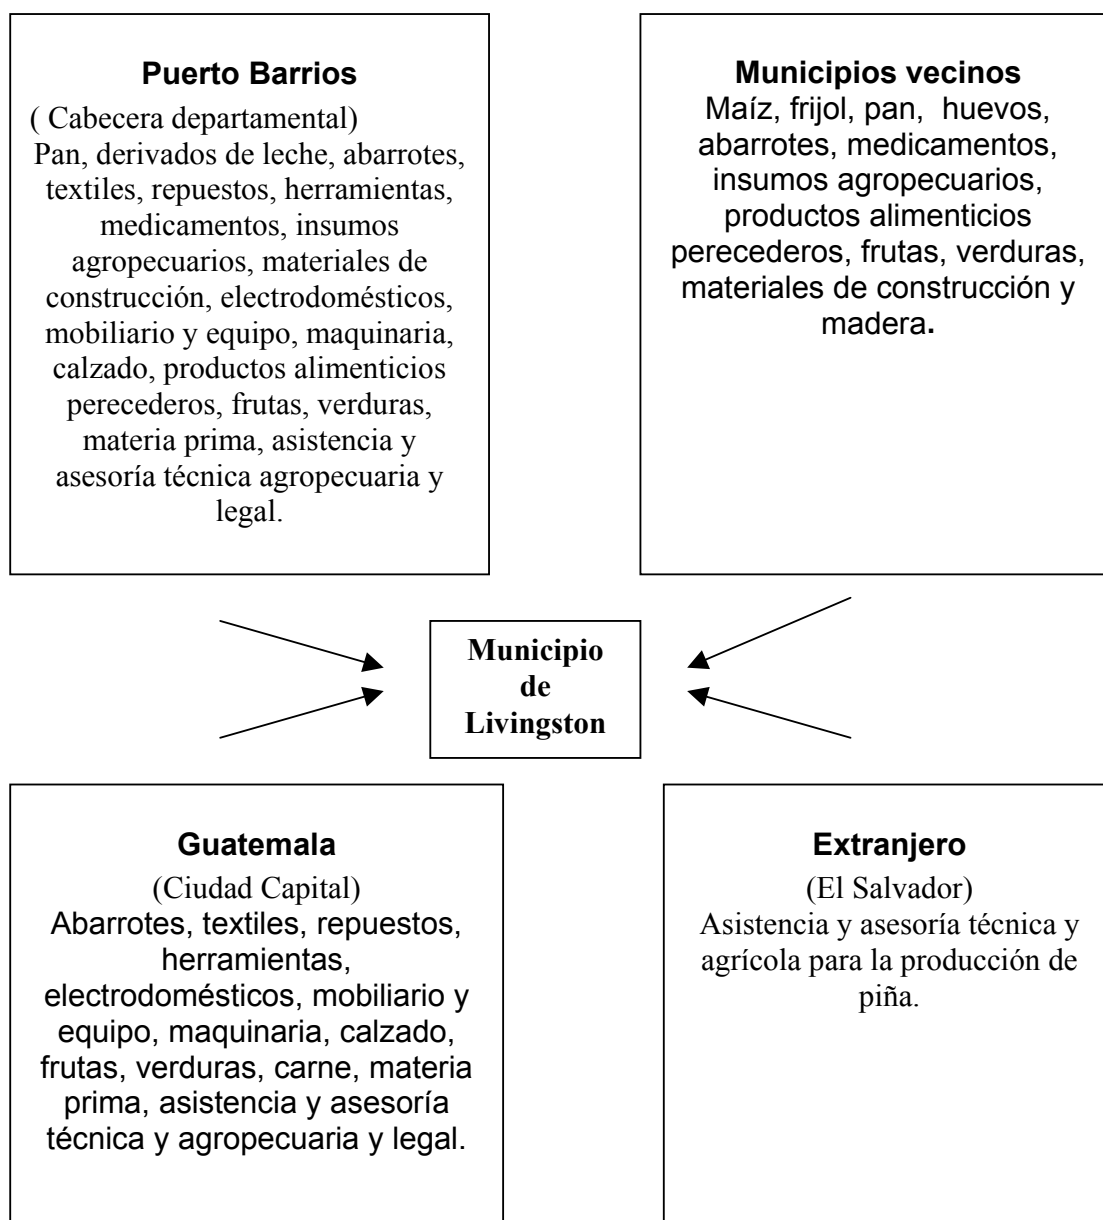 Puerto Barrios
( Cabecera departamental)
Pan, derivados de leche, abarrotes,
textiles, repuestos, herramientas,
medicamentos, insumos
agropecuarios, materiales de
construcción, electrodomésticos,
mobiliario y equipo, maquinaria,
calzado, productos alimenticios
perecederos, frutas, verduras,
materia prima, asistencia y
asesoría técnica agropecuaria y
legal.
Municipios vecinos
Maíz, frijol, pan, huevos,
abarrotes, medicamentos,
insumos agropecuarios,
productos alimenticios
perecederos, frutas, verduras,
materiales de construcción y
madera.
Municipio
de
Livingston
Guatemala
(Ciudad Capital)
Abarrotes, textiles, repuestos,
herramientas,
electrodomésticos, mobiliario y
equipo, maquinaria, calzado,
frutas, verduras, carne, materia
prima, asistencia y asesoría
técnica y agropecuaria y legal.
Extranjero
(El Salvador)
Asistencia y asesoría técnica y
agrícola para la producción de
piña.